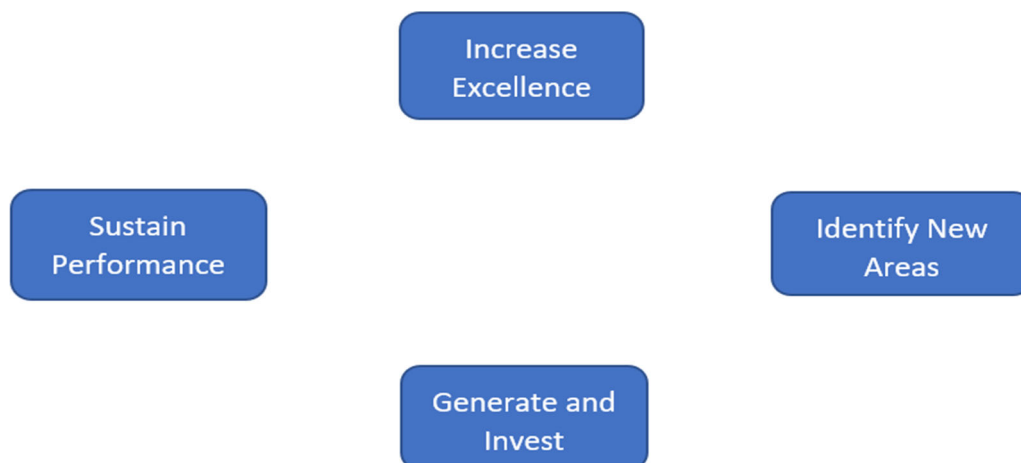 Increase
Excellence
Sustain
Performance
Identify New
Areas
Generate and
Invest